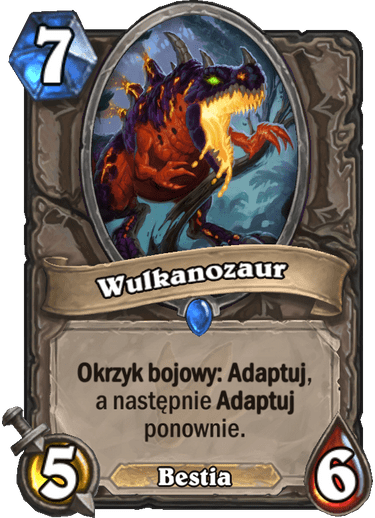 7
Wulkanozaur
Okrzyk bojowy: Adaptuj,
a następnie Adaptuj
ponownie.
5
Bestia
6